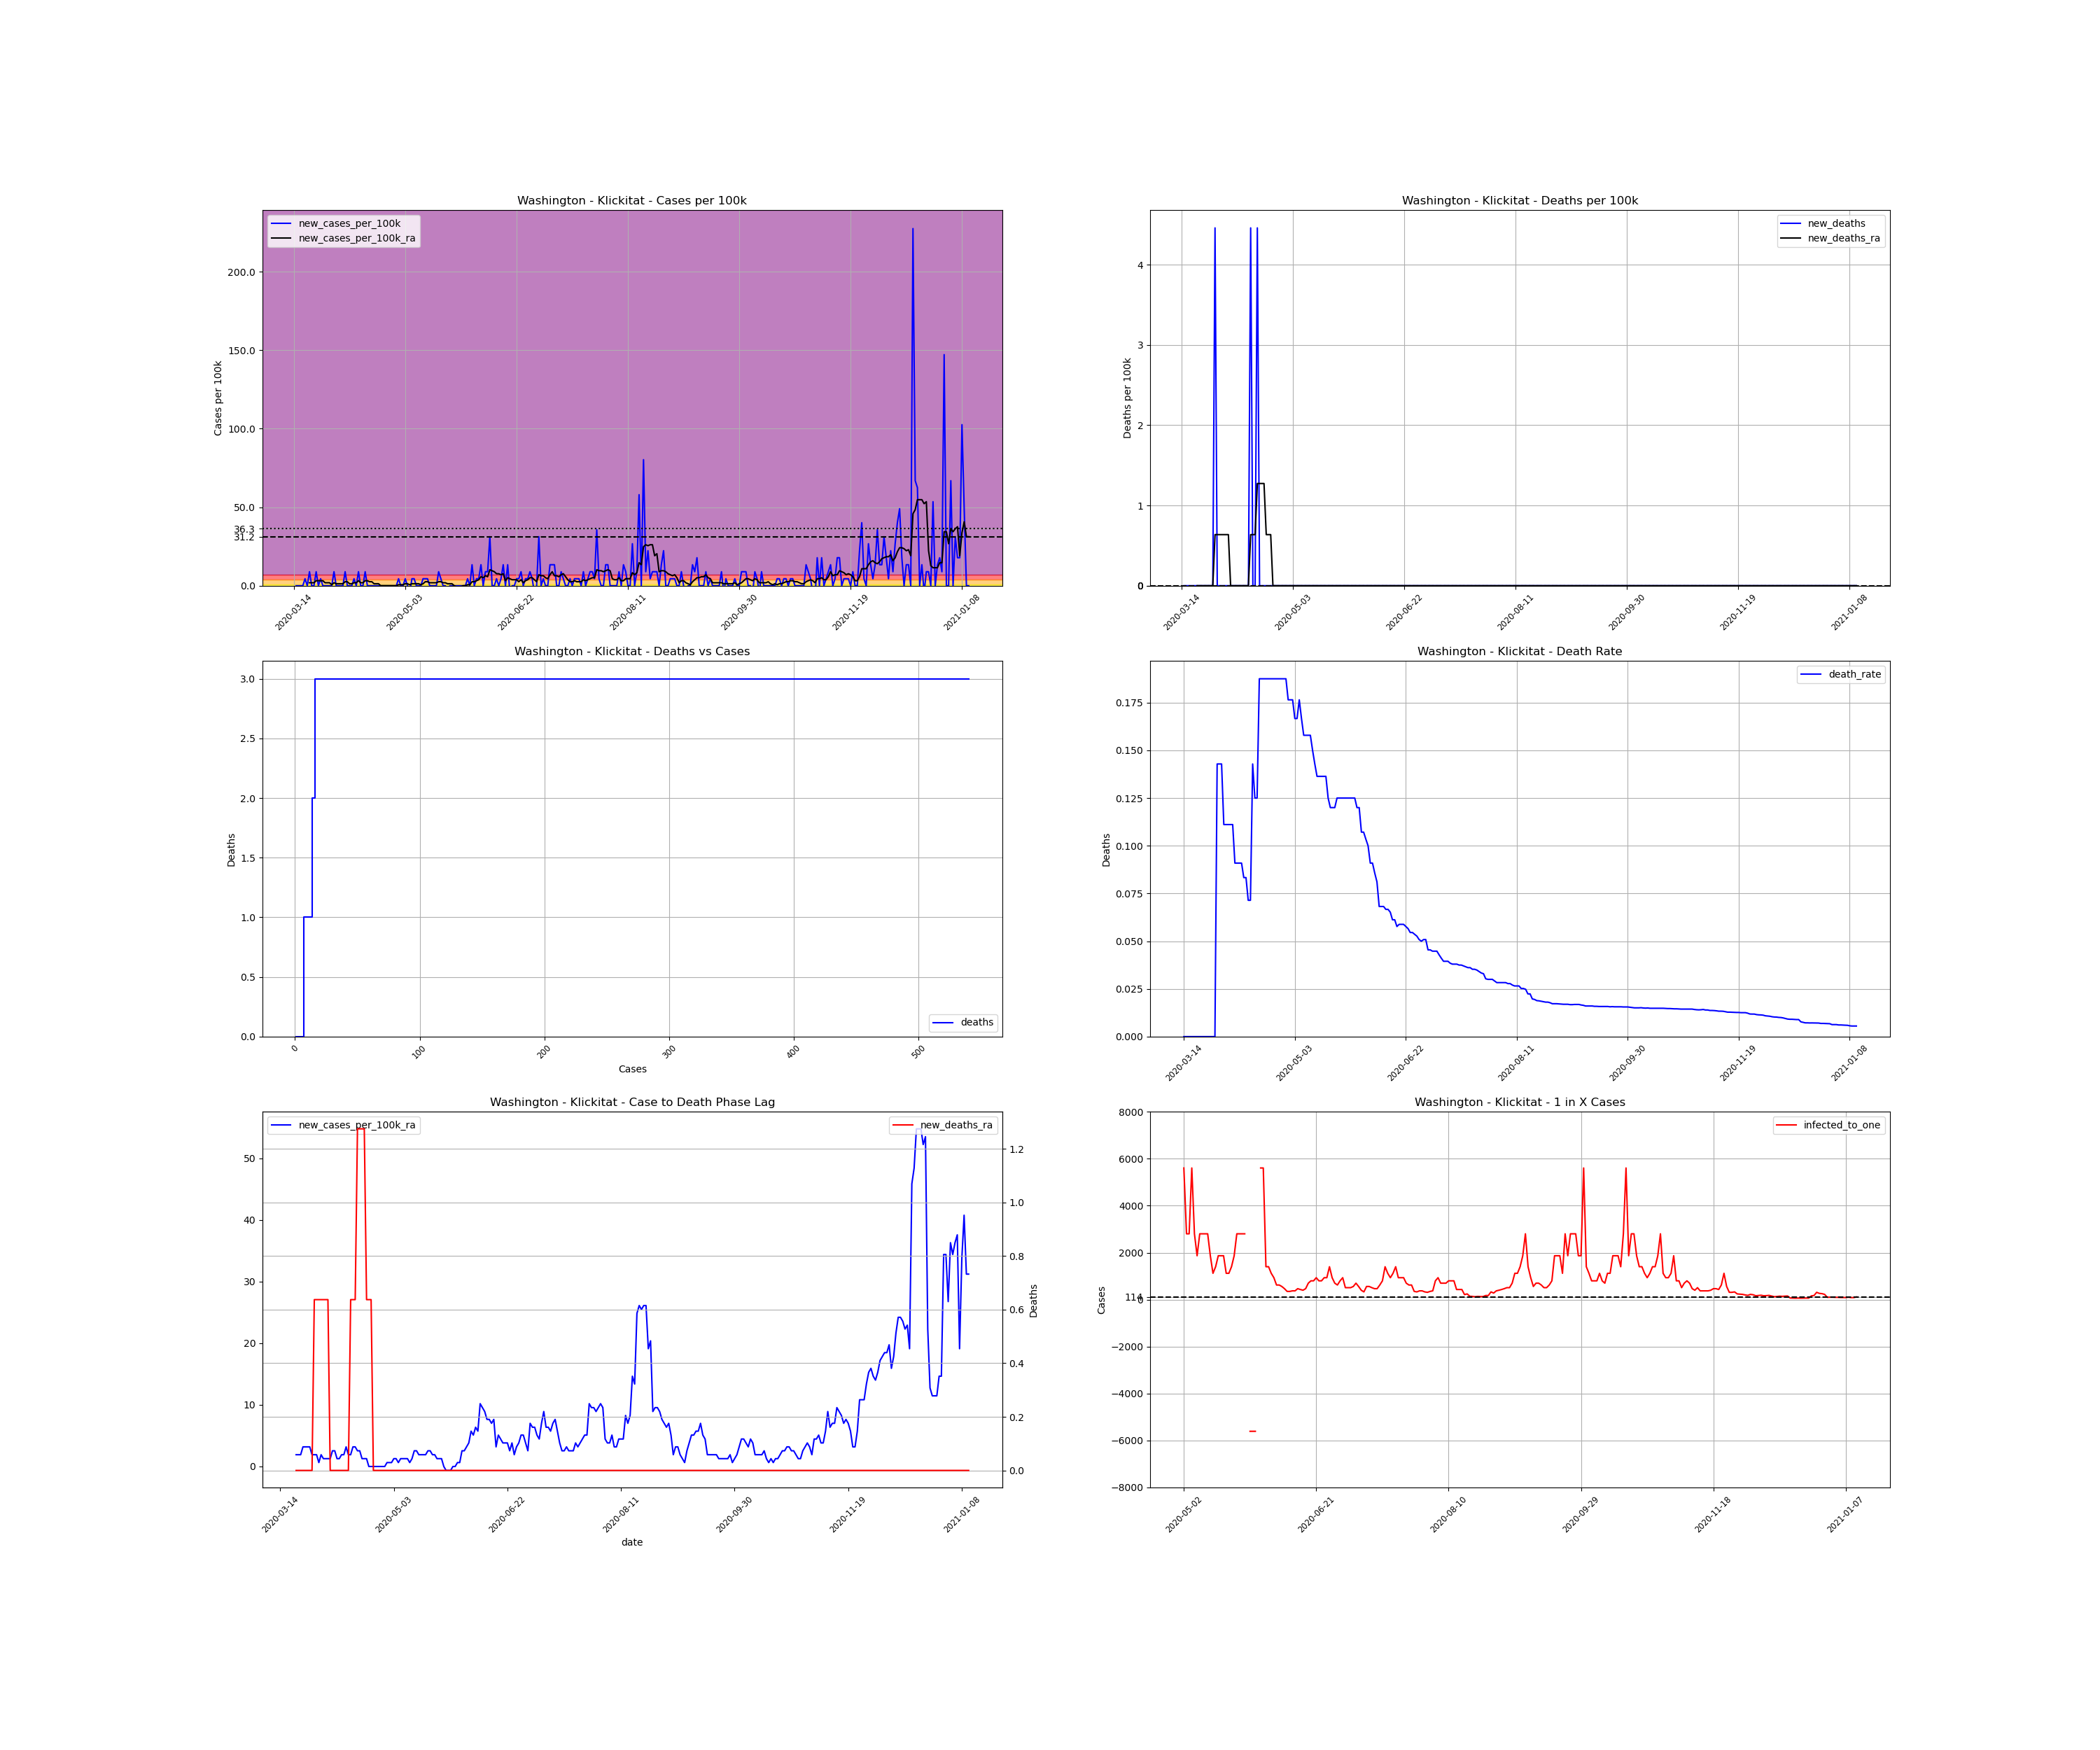 Washington - Klickitat - Cases per 100k
new_cases_per_100k
new_cases_per_100k_ra
Cases per 100k
200.0
150.0
100.0
50.0
36.3
31.2
0.0
2020-03-14 2020-05-03 2020-06-22 2020-08-11 2020-09-30 2020-11-19 2021-01-08
Washington - Klickitat - Deaths per 100k
new_deaths
new_deaths_ra
Deaths per 100k
4
3
2
1
0
2020-03-14 2020-05-03 2020-06-22 2020-08-11 2020-09-30 2020-11-19 2021-01-08
Washington - Klickitat - Deaths vs Cases
3.0
2.5
2.0
1.5
1.0
0.5
0.0
Deaths
deaths
0 100 200 300 400 500
Cases
Washington - Klickitat - Death Rate
death_rate
0.175
0.150
0.125
0.100
0.075
0.050
0.025
0.000
Deaths
2020-03-14 2020-05-03 2020-06-22 2020-08-11 2020-09-30 2020-11-19 2021-01-08
Washington - Klickitat - Case to Death Phase Lag
new_cases_per_100k_ra
new_deaths_ra
50
40
30
20
10
0
1.2
1.0
0.8
0.6
0.4
0.2
0.0
Deaths
2020-03-14 2020-05-03 2020-06-22 2020-08-11 2020-09-30 2020-11-19 2021-01-08
date
Washington - Klickitat - 1 in X Cases
infected_to_one
8000
6000
4000
2000
0
−2000
−4000
−6000
−8000
Cases
2020-05-02 2020-06-21 2020-08-10 2020-09-29 2020-11-18 2021-01-07